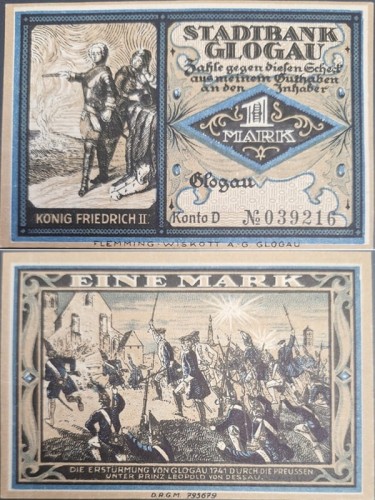 STADTBANK
GLOGAU
Zahle gegen diesen Scheck
aus meinem Guthaben
an den Inhaber
1
MARK
Glogau
KÖNIG FRIEDRICH II.
Konto D
No 039216
FLEMMING-WISKOTT A.G. GLOGAU
EINE MARK
DIE ERSTÜRMUNG VON GLOGAU 1741 DURCH DIE PREUSSEN
UNTER PRINZ LEOPOLD VON DESSAU.
D.R.G.M. 795679